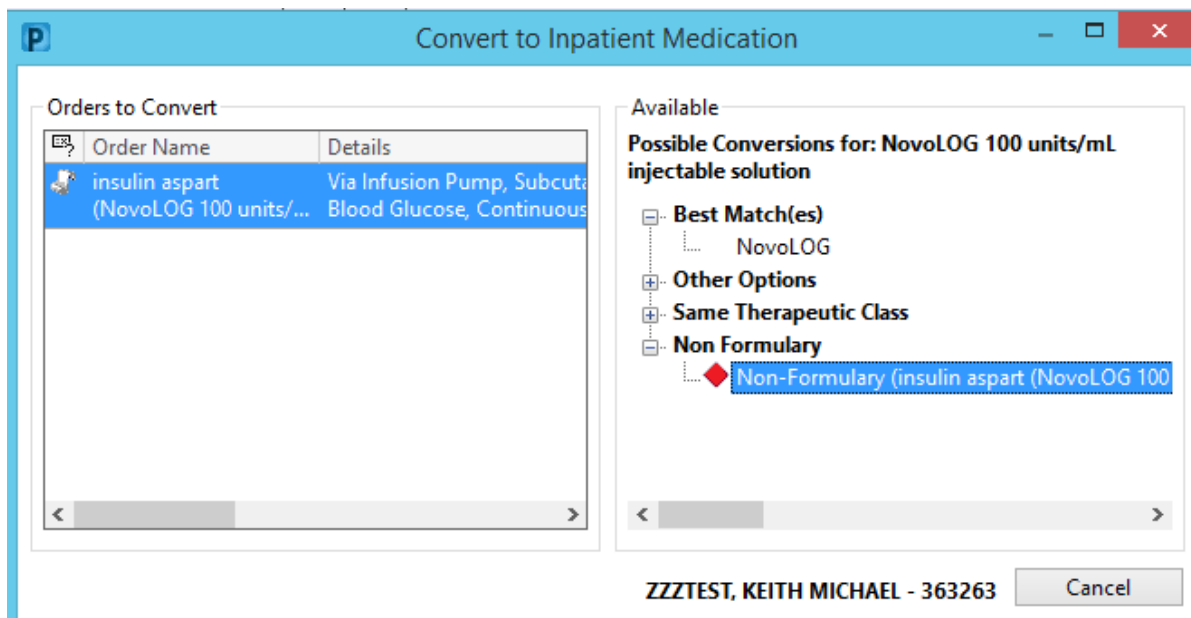 P
Convert to Inpatient Medication
Orders to Convert
Order Name Details
insulin aspart Via Infusion Pump, Subcuta
(NovoLOG 100 units/... Blood Glucose, Continuous
Available
Possible Conversions for: NovoLOG 100 units/mL
injectable solution
Best Match(es)
NovoLOG
Other Options
Same Therapeutic Class
Non Formulary
Non-Formulary (insulin aspart (NovoLOG 100
ZZZTEST, KEITH MICHAEL - 363263
Cancel